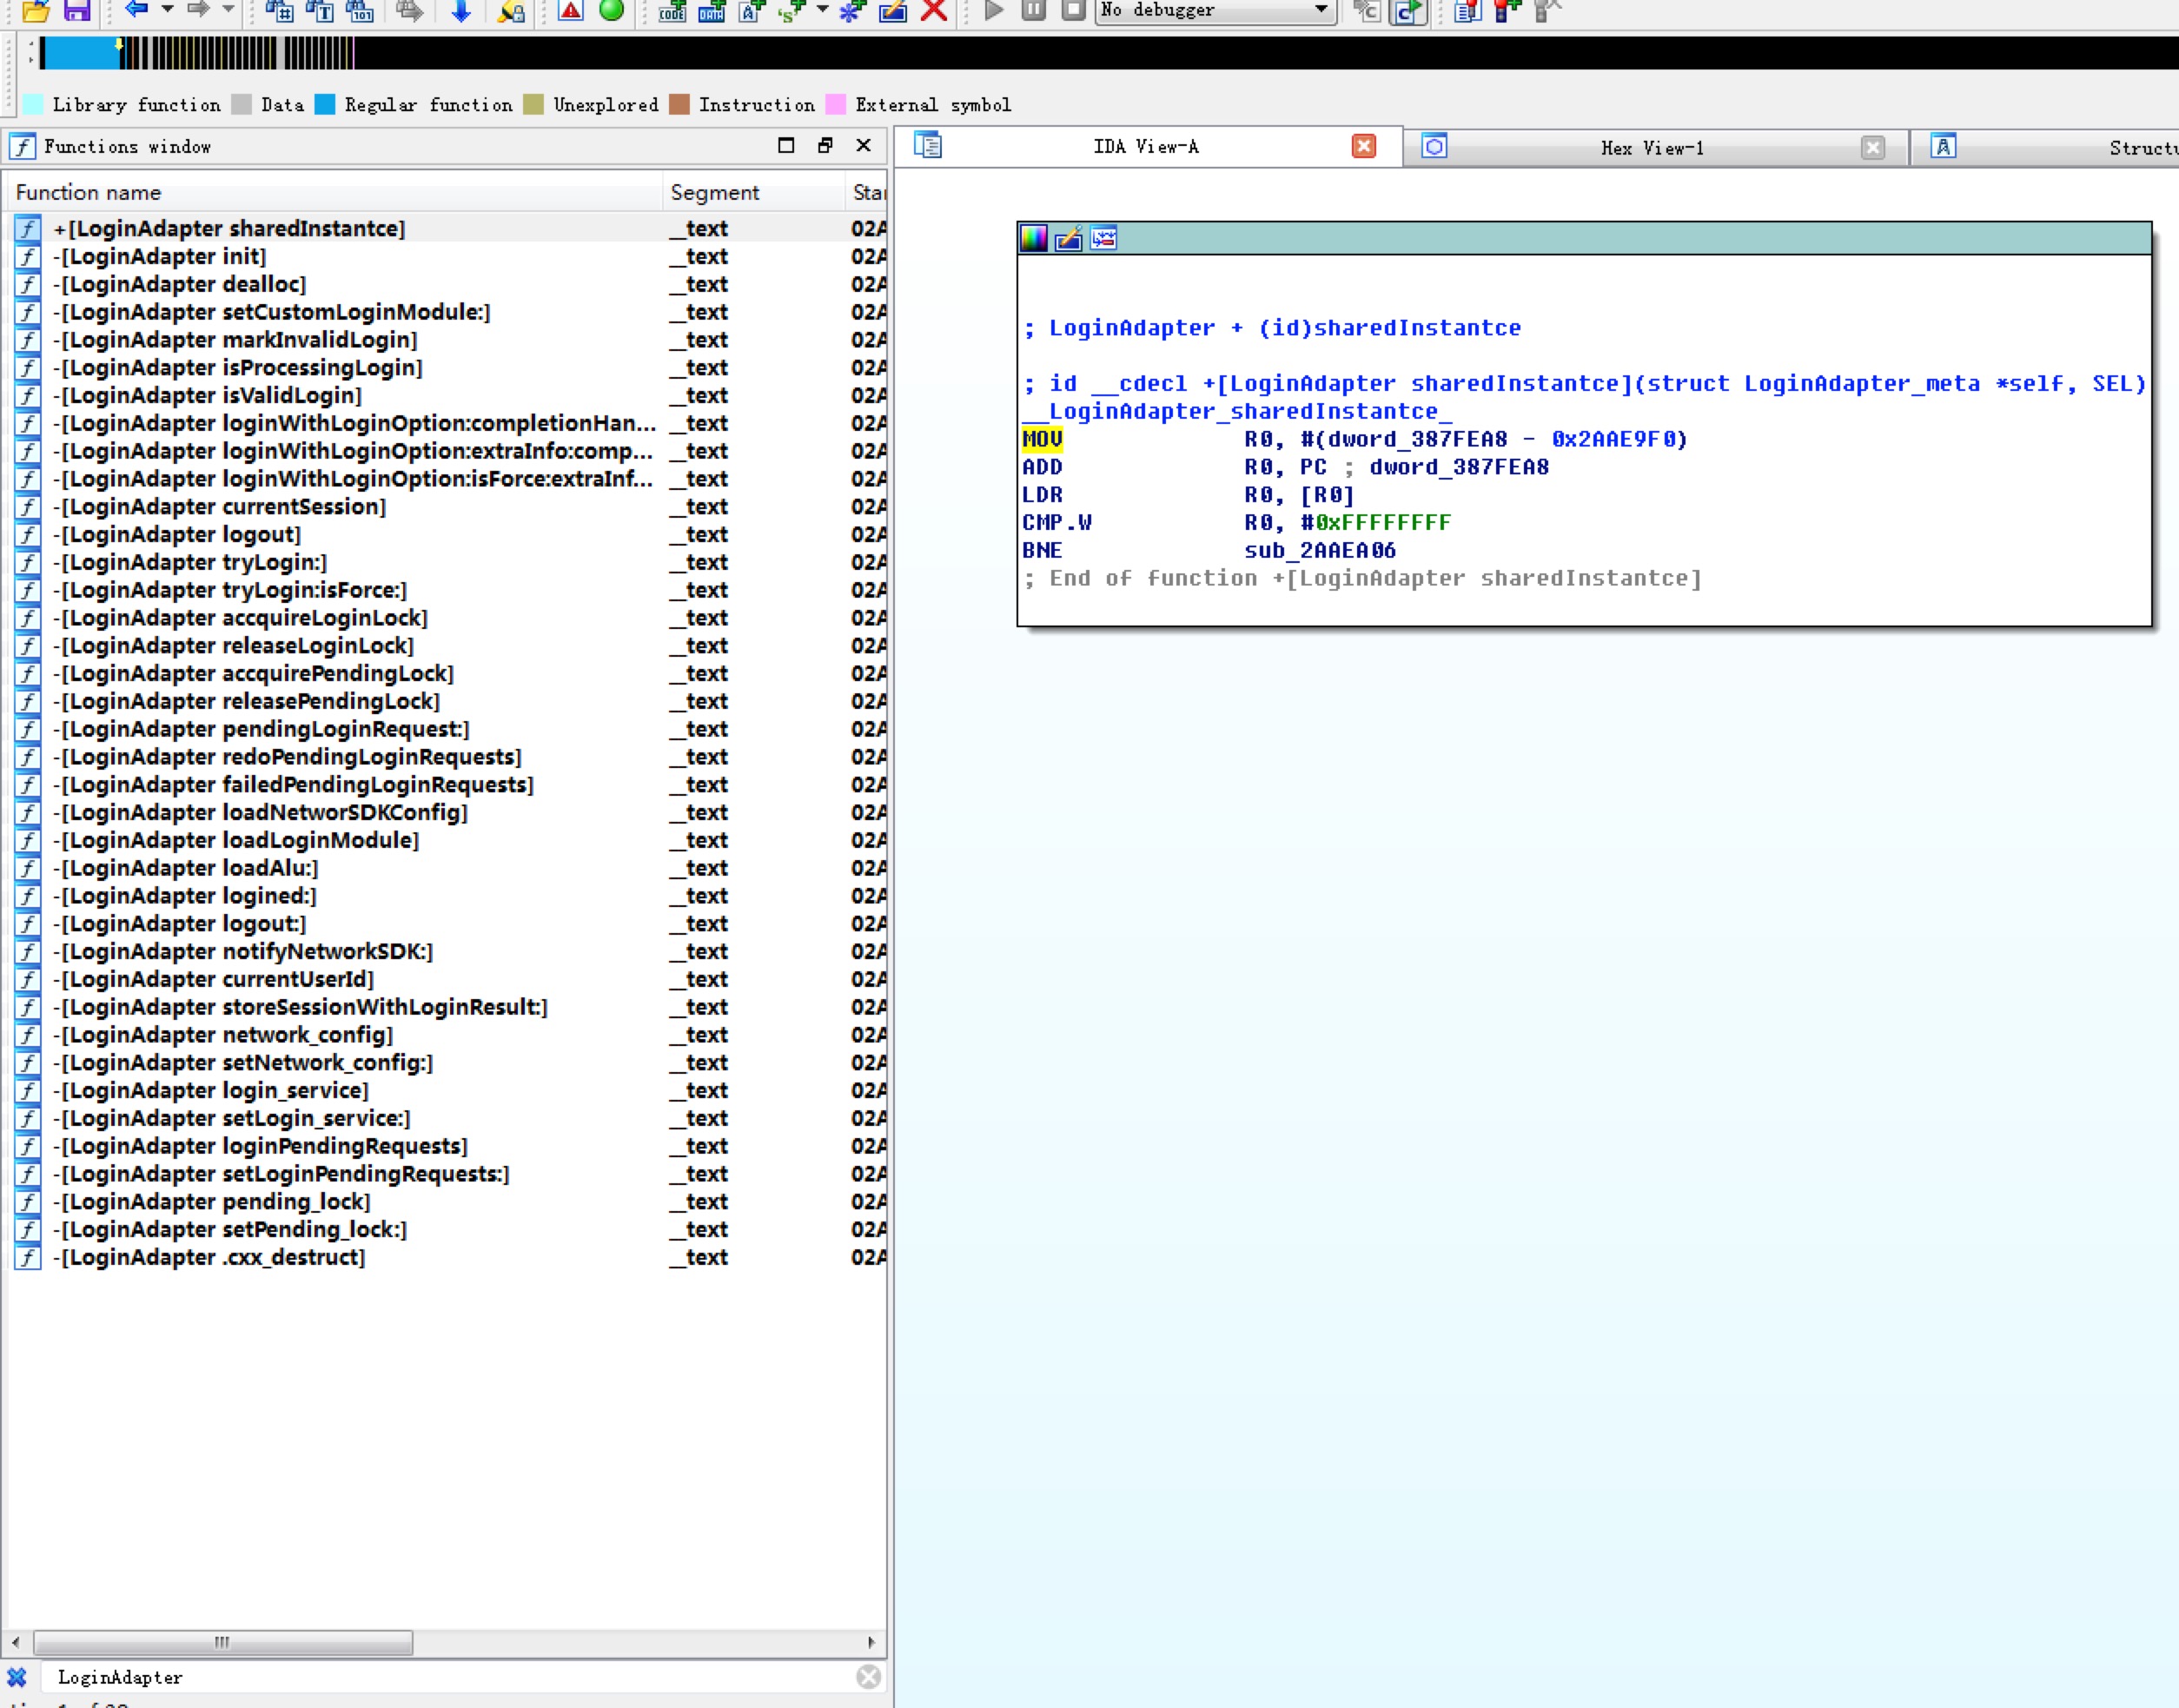 No debugger
Library function Data Regular function Unexplored Instruction External symbol
Functions window
IDA View-A
Hex View-1
Function name Segment
+[LoginAdapter sharedInstantce] __text 02A
-[LoginAdapter init] __text 02A
-[LoginAdapter dealloc] __text 02A
-[LoginAdapter setCustomLoginModule:] __text 02A
-[LoginAdapter markInvalidLogin] __text 02A
-[LoginAdapter isProcessingLogin] __text 02A
-[LoginAdapter isValidLogin] __text 02A
-[LoginAdapter loginWithLoginOption:completionHan... __text 02A
-[LoginAdapter loginWithLoginOption:extraInfo:comp... __text 02A
-[LoginAdapter loginWithLoginOption:isForce:extraInf... __text 02A
-[LoginAdapter currentSession] __text 02A
-[LoginAdapter logout] __text 02A
-[LoginAdapter tryLogin:] __text 02A
-[LoginAdapter tryLogin:isForce:] __text 02A
-[LoginAdapter accquireLoginLock] __text 02A
-[LoginAdapter releaseLoginLock] __text 02A
-[LoginAdapter accquirePendingLock] __text 02A
-[LoginAdapter releasePendingLock] __text 02A
-[LoginAdapter pendingLoginRequest:] __text 02A
-[LoginAdapter redoPendingLoginRequests] __text 02A
-[LoginAdapter failedPendingLoginRequests] __text 02A
-[LoginAdapter loadNetworSDKConfig] __text 02A
-[LoginAdapter loadLoginModule] __text 02A
-[LoginAdapter loadAlu:] __text 02A
-[LoginAdapter logined:] __text 02A
-[LoginAdapter logout:] __text 02A
-[LoginAdapter notifyNetworkSDK:] __text 02A
-[LoginAdapter currentUserId] __text 02A
-[LoginAdapter storeSessionWithLoginResult:] __text 02A
-[LoginAdapter network_config] __text 02A
-[LoginAdapter setNetwork_config:] __text 02A
-[LoginAdapter login_service] __text 02A
-[LoginAdapter setLogin_service:] __text 02A
-[LoginAdapter loginPendingRequests] __text 02A
-[LoginAdapter setLoginPendingRequests:] __text 02A
-[LoginAdapter pending_lock] __text 02A
-[LoginAdapter setPending_lock:] __text 02A
-[LoginAdapter .cxx_destruct] __text 02A
LoginAdapter
; LoginAdapter + (id)sharedInstantce
; id __cdecl +[LoginAdapter sharedInstantce](struct LoginAdapter_meta *self, SEL)
__LoginAdapter_sharedInstantce_
MOV R0, #(dword_387FEA8 - 0x2AAE9F0)
ADD R0, PC ; dword_387FEA8
LDR R0, [R0]
CMP.W R0, #0xFFFFFFFF
BNE sub_2AAEA06
; End of function +[LoginAdapter sharedInstantce]